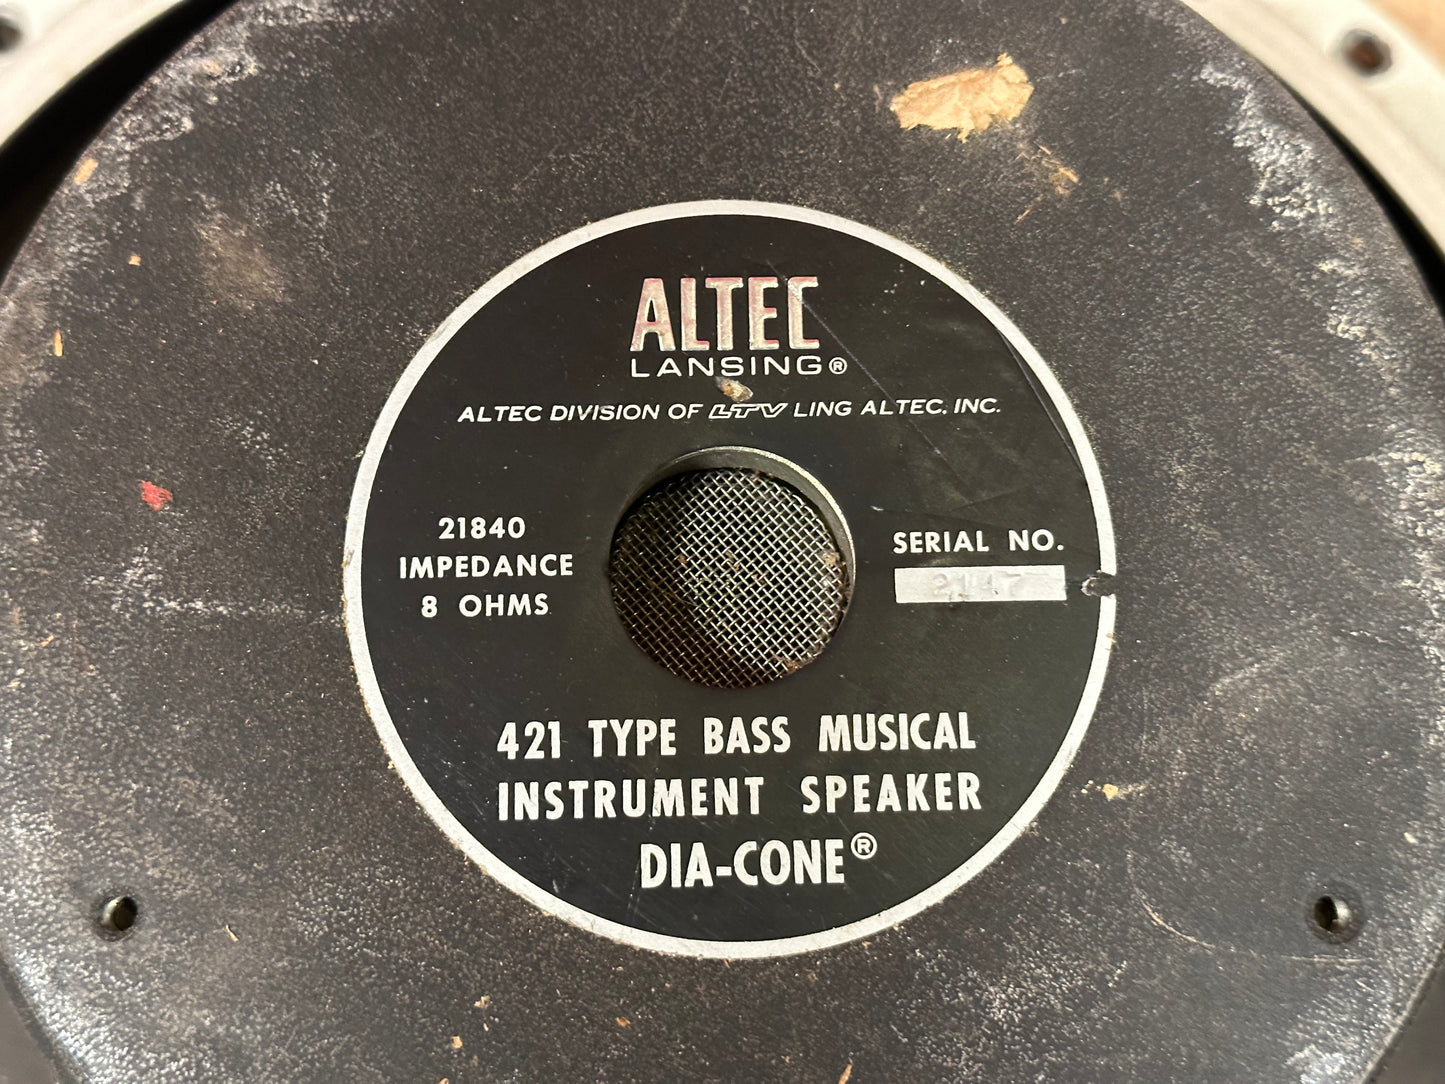 ALTEC
LANSING®
ALTEC DIVISION OF LTV LING ALTEC, INC.
21840
IMPEDANCE
8 OHMS
SERIAL NO.
2147
421 TYPE BASS MUSICAL
INSTRUMENT SPEAKER
DIA-CONE®